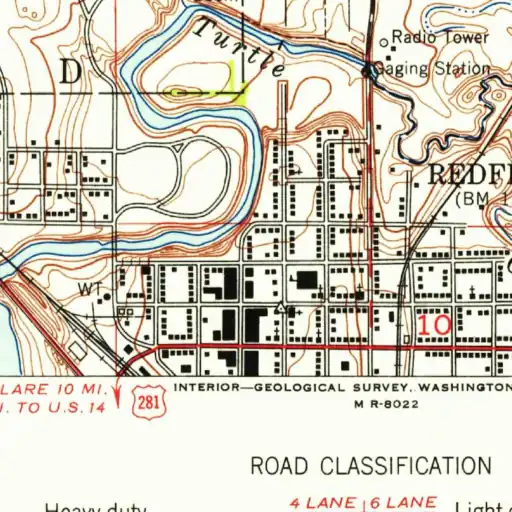 Turtle
Radio Tower
Gaging Station
D
REDF
(BM 1
WT
10
LARE 10 MI.
TO U.S. 14
281
INTERIOR—GEOLOGICAL SURVEY, WASHINGTON
M R-8022
ROAD CLASSIFICATION
4 LANE 6 LANE
Heavy duty
Light